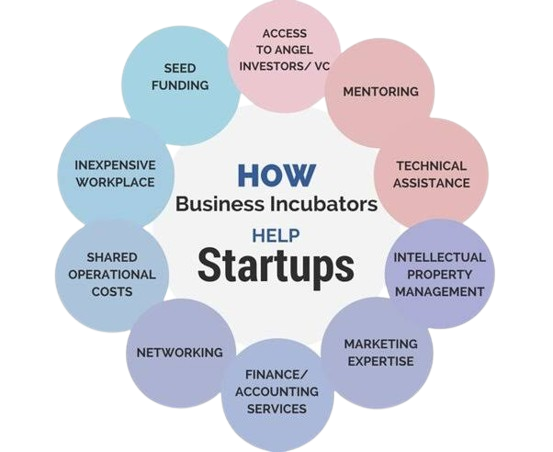 HOW
Business Incubators
HELP
Startups
ACCESS
TO ANGEL
INVESTORS/ VC
MENTORING
TECHNICAL
ASSISTANCE
INTELLECTUAL
PROPERTY
MANAGEMENT
MARKETING
EXPERTISE
FINANCE/
ACCOUNTING
SERVICES
NETWORKING
SHARED
OPERATIONAL
COSTS
INEXPENSIVE
WORKPLACE
SEED
FUNDING